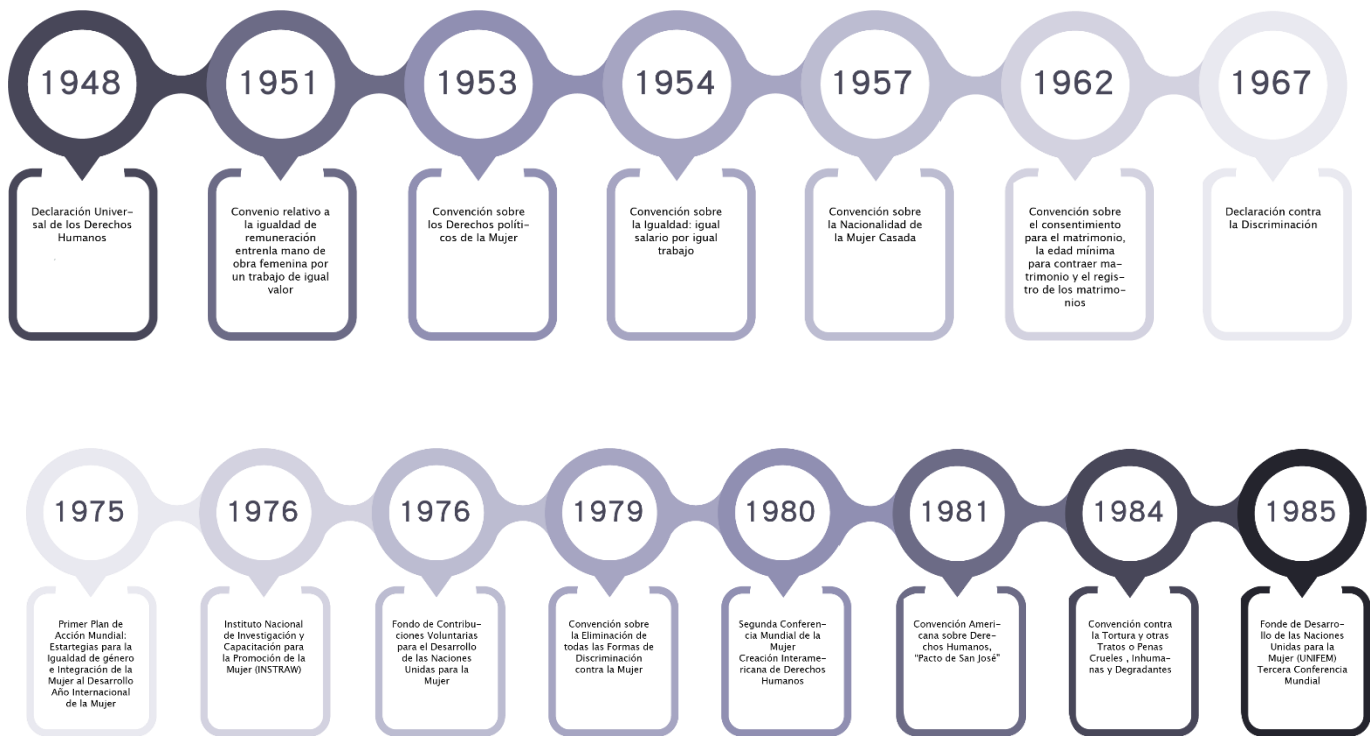 1948
1951
1953
1954
1957
1962
1967
Declaración Univer-
sal de los Derechos
Humanos
Convenio relativo a
la igualdad de
remuneración
entrenla mano de
obra femenina por
un trabajo de igual
valor
Convención sobre
los Derechos políti-
cos de la Mujer
Convención sobre
la Igualdad: igual
salario por igual
trabajo
Convención sobre
la Nacionalidad de
la Mujer Casada
Convención sobre
el consentimiento
para el matrimonio,
la edad mínima
para contraer ma-
trimonio y el regis-
tro de los matrimo-
nios
Declaración contra
la Discriminación
1975
1976
1976
1979
1980
1981
1984
1985
Primer Plan de
Acción Mundial:
Estartegias para la
Igualdad de género
e Integración de la
Mujer al Desarrollo
Año Internacional
de la Mujer
Instituto Nacional
de Investigación y
Capacitación para
la Promoción de la
Mujer (INSTRAW)
Fondo de Contribu-
ciones Voluntarias
para el Desarrollo
de las Naciones
Unidas para la
Mujer
Convención sobre
la Eliminación de
todas las Formas de
Discriminación
contra la Mujer
Segunda Conferen-
cia Mundial de la
Mujer
Creación Interame-
ricana de Derechos
Humanos
Convención Ameri-
cana sobre Dere-
chos Humanos,
"Pacto de San José"
Convención contra
la Tortura y otras
Tratos o Penas
Crueles , Inhuma-
nas y Degradantes
Fonde de Desarro-
llo de las Naciones
Unidas para la
Mujer (UNIFEM)
Tercera Conferencia
Mundial